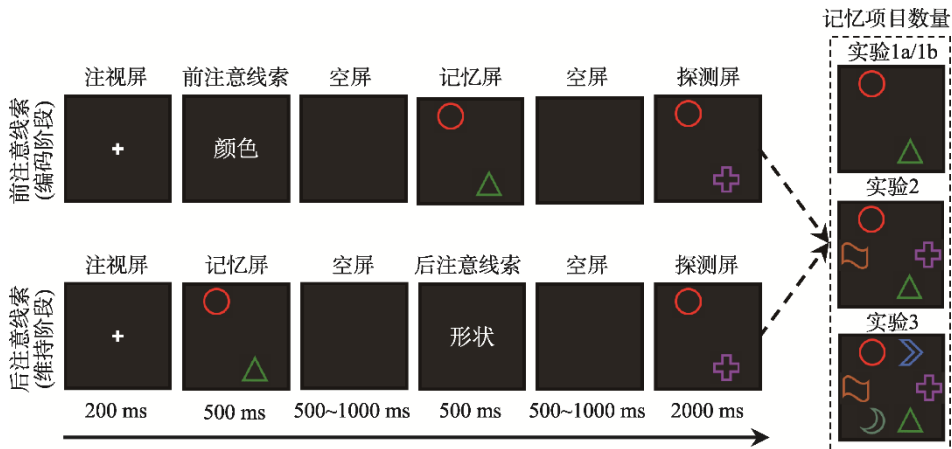 记忆项目数量
实验1a/1b
注视屏 前注意线索 空屏 记忆屏 空屏 探测屏
前注意线索
(编码阶段)
颜色
实验2
注视屏 记忆屏 空屏 后注意线索 空屏 探测屏
后注意线索
(维持阶段)
形状
实验3
200 ms 500 ms 500~1000 ms 500 ms 500~1000 ms 2000 ms